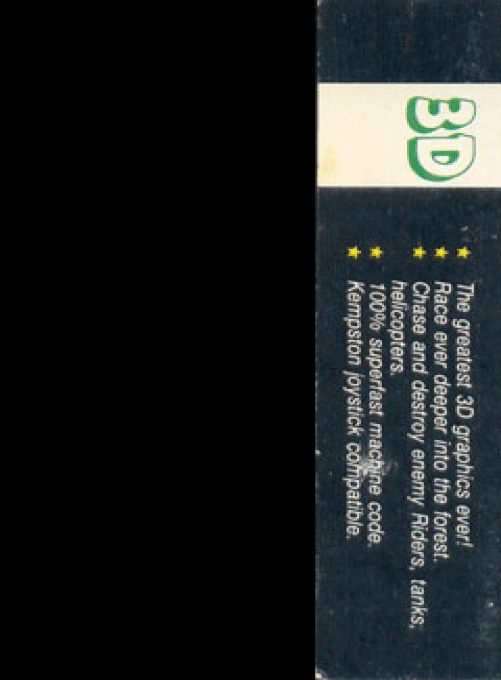 3D
★ The greatest 3D graphics ever!
★ Race ever deeper into the forest.
★ Chase and destroy enemy Riders, tanks,
helicopters.
★ 100% superfast machine code.
★ Kempston joystick compatible.